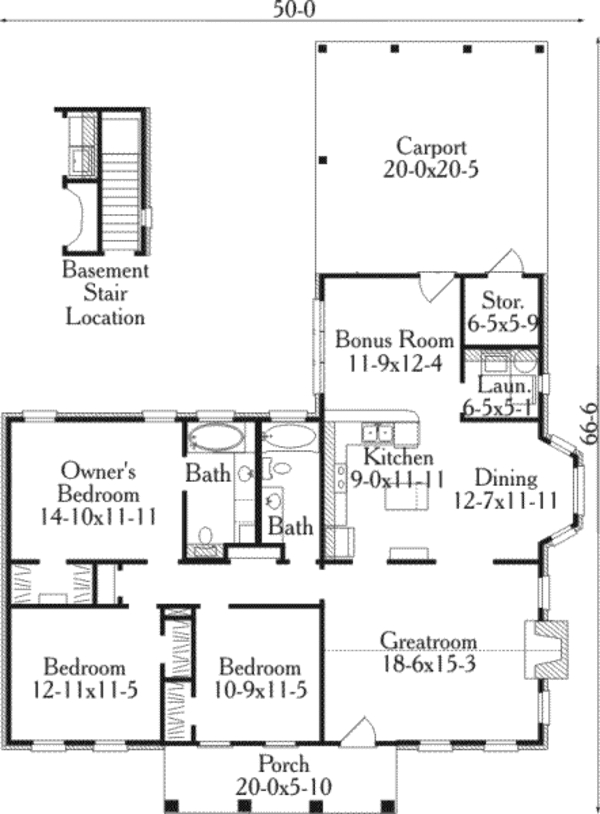 50-0
Carport
20-0x20-5
Basement
Stair
Location
Stor.
6-5x5-9
Bonus Room
11-9x12-4
Laun.
6-5x5-1
66-6
Owner's
Bedroom
14-10x11-11
Bath
Kitchen
9-0x11-11
Dining
12-7x11-11
Bath
Greatroom
18-6x15-3
Bedroom
12-11x11-5
Bedroom
10-9x11-5
Porch
20-0x5-10